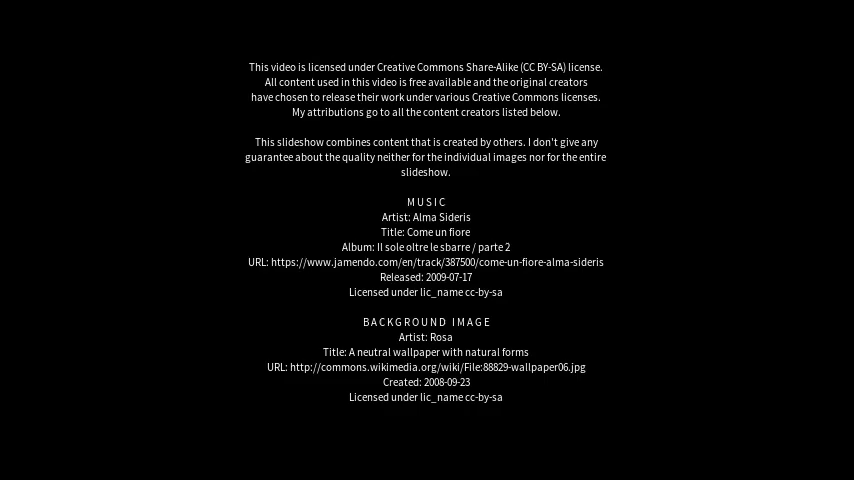 This video is licensed under Creative Commons Share-Alike (CC BY-SA) license.
All content used in this video is free available and the original creators
have chosen to release their work under various Creative Commons licenses.
My attributions go to all the content creators listed below.
This slideshow combines content that is created by others. I don't give any
guarantee about the quality neither for the individual images nor for the entire
slideshow.
MUSIC
Artist: Alma Sideris
Title: Come un fiore
Album: Il sole oltre le sbarre / parte 2
URL: https://www.jamendo.com/en/track/387500/come-un-fiore-alma-sideris
Released: 2009-07-17
Licensed under lic_name cc-by-sa
BACKGROUND IMAGE
Artist: Rosa
Title: A neutral wallpaper with natural forms
URL: http://commons.wikimedia.org/wiki/File:88829-wallpaper06.jpg
Created: 2008-09-23
Licensed under lic_name cc-by-sa